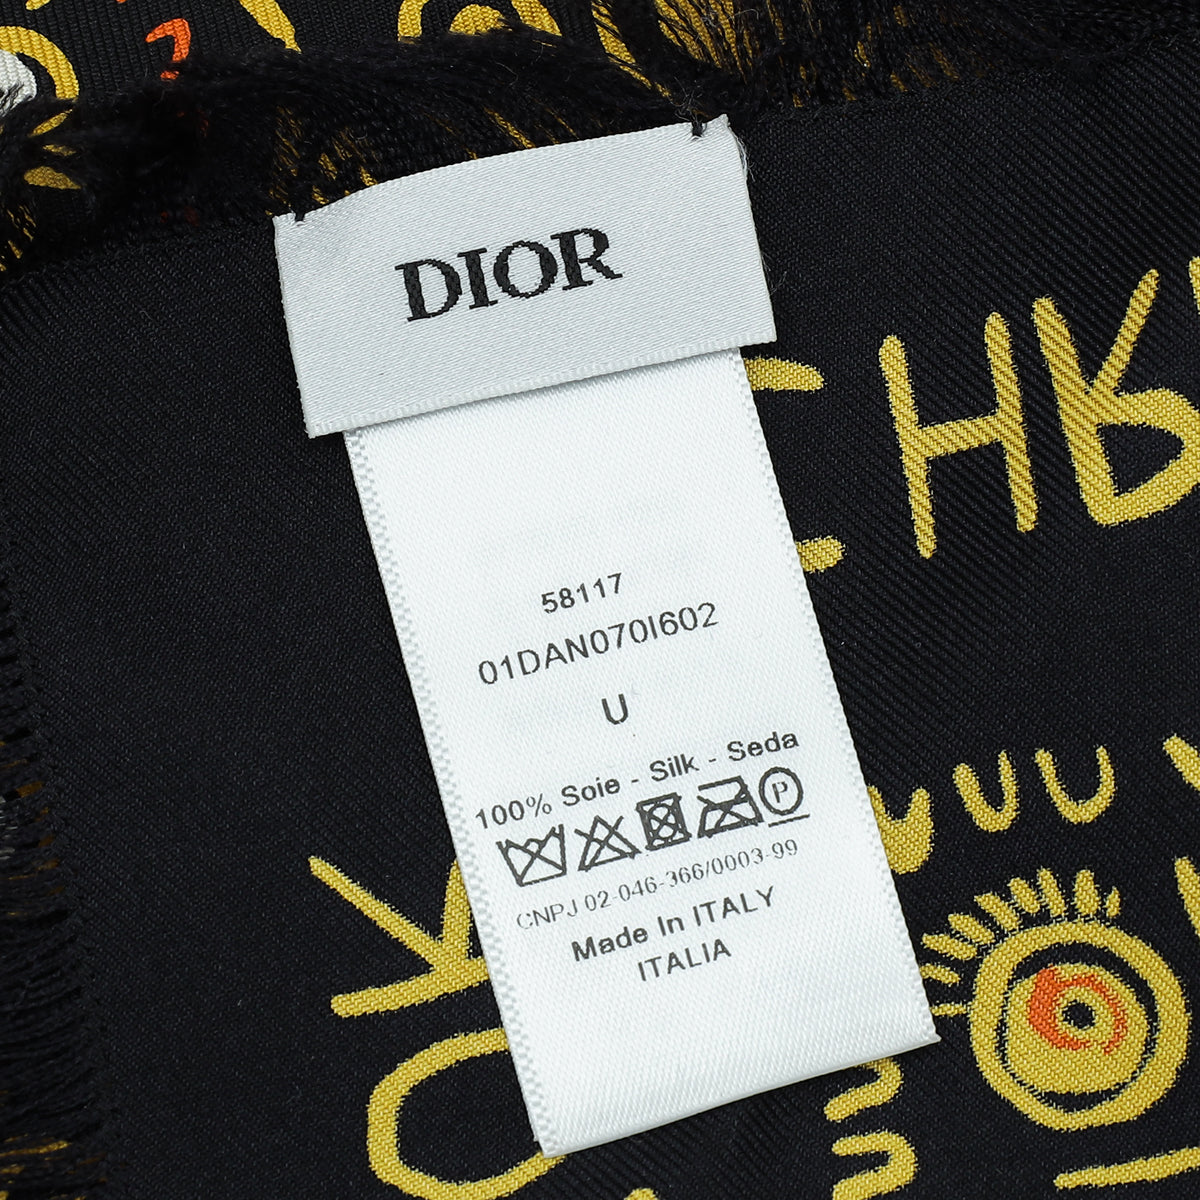 DIOR
58117
01DAN070I602
U
100% Soie - Silk - Seda
P
CNPJ 02-046-366/0003-99
Made In ITALY
ITALIA